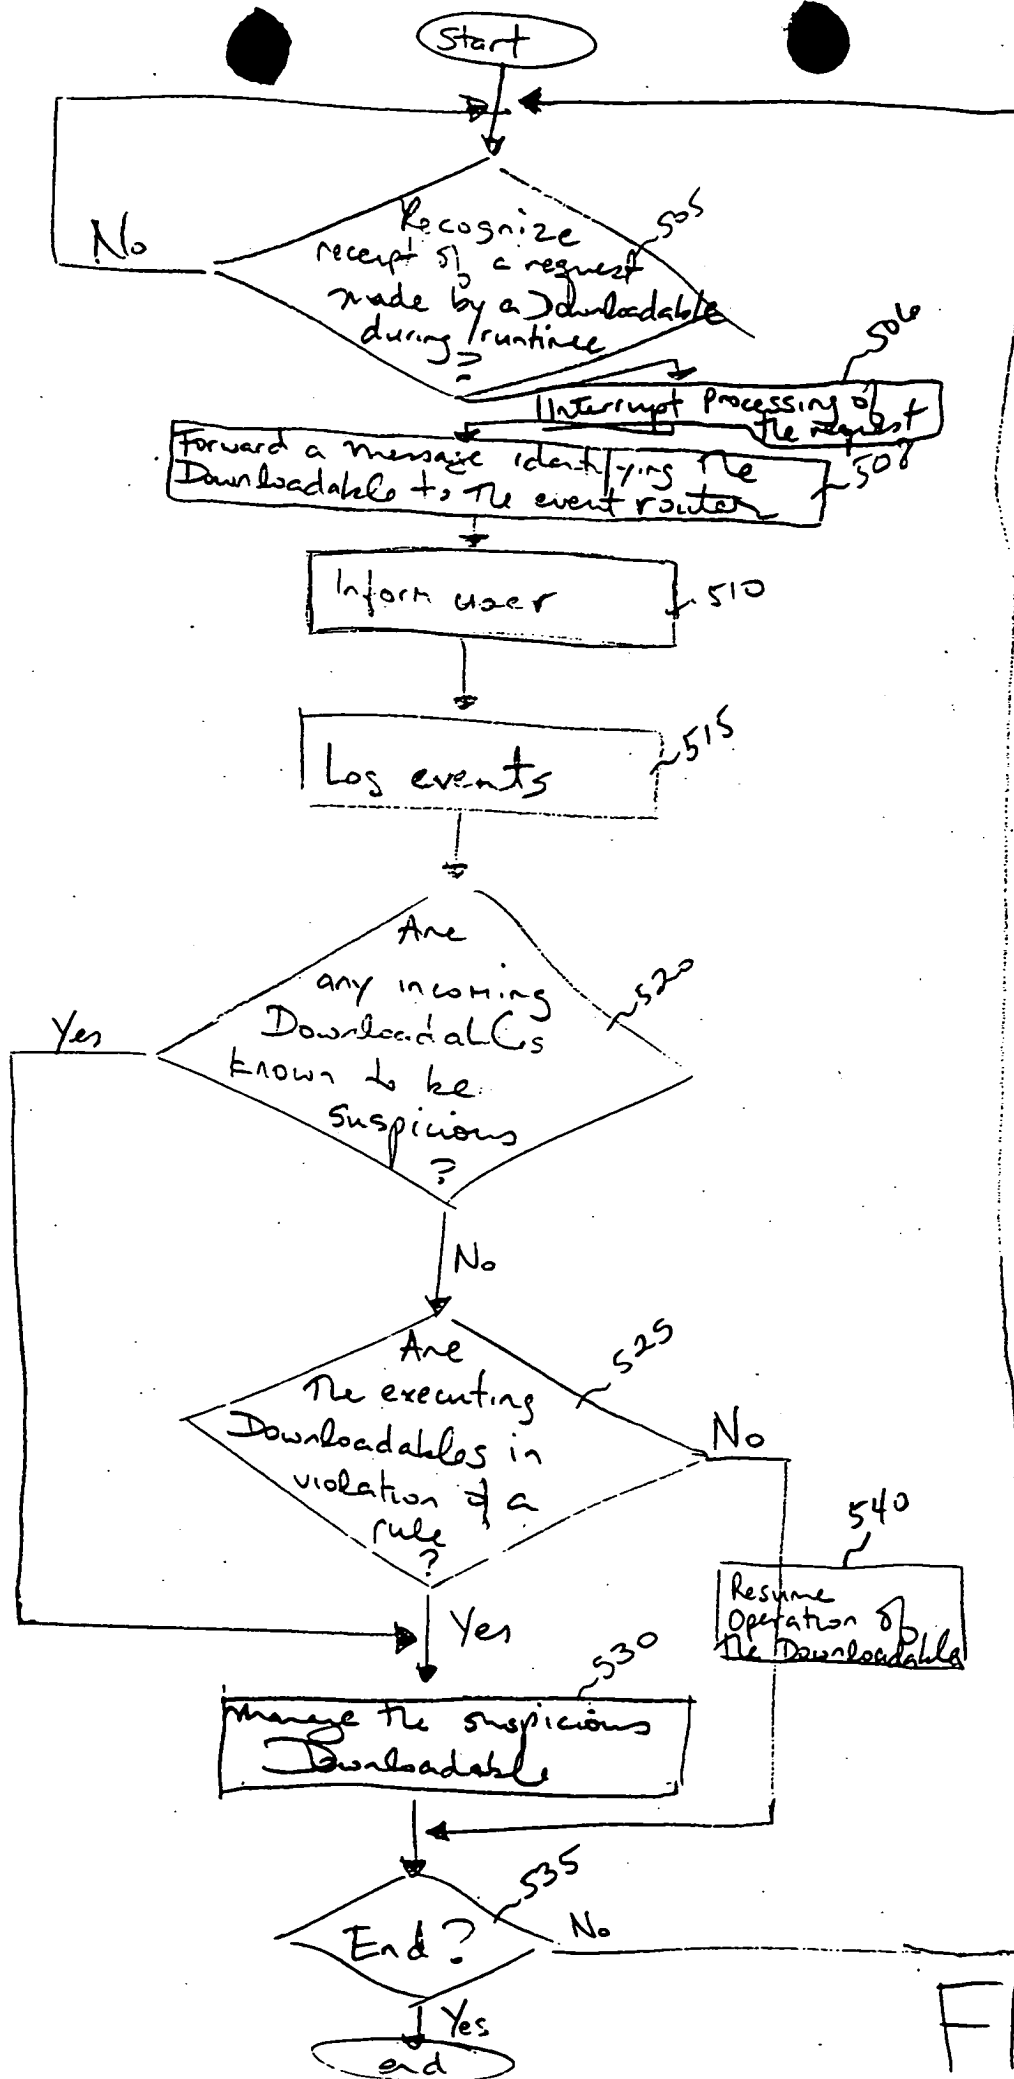 Start
No
Recognize
receipt of a request
made by a Downloadable
during runtime
?
505
506
Interrupt processing of
the request
Forward a message identifying the
Downloadable to the event router
508
Inform user
510
Log events
515
Are
any incoming
Downloadables
known to be
suspicious
?
520
Yes
No
Are
the executing
Downloadables in
violation of a
rule
?
525
No
540
Resume
Operation of
the Downloadable
Yes
530
Manage the suspicious
Downloadable
535
End?
No
Yes
end